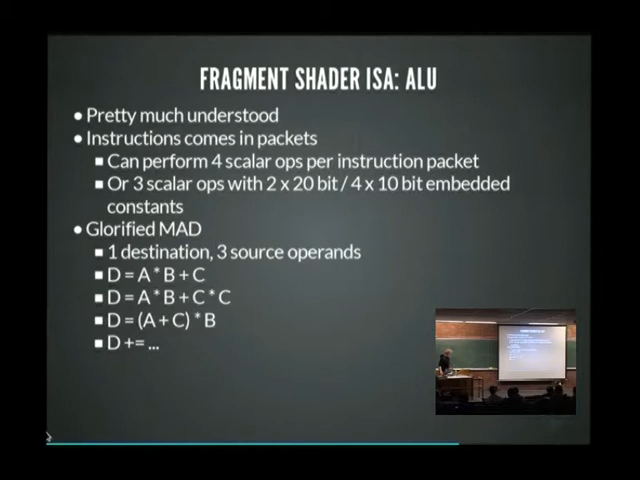 FRAGMENT SHADER ISA: ALU
• Pretty much understood
• Instructions comes in packets
▪ Can perform 4 scalar ops per instruction packet
▪ Or 3 scalar ops with 2 x 20 bit / 4 x 10 bit embedded
constants
• Glorified MAD
▪ 1 destination, 3 source operands
▪ D = A * B + C
▪ D = A * B + C * C
▪ D = (A + C) * B
▪ D += ...